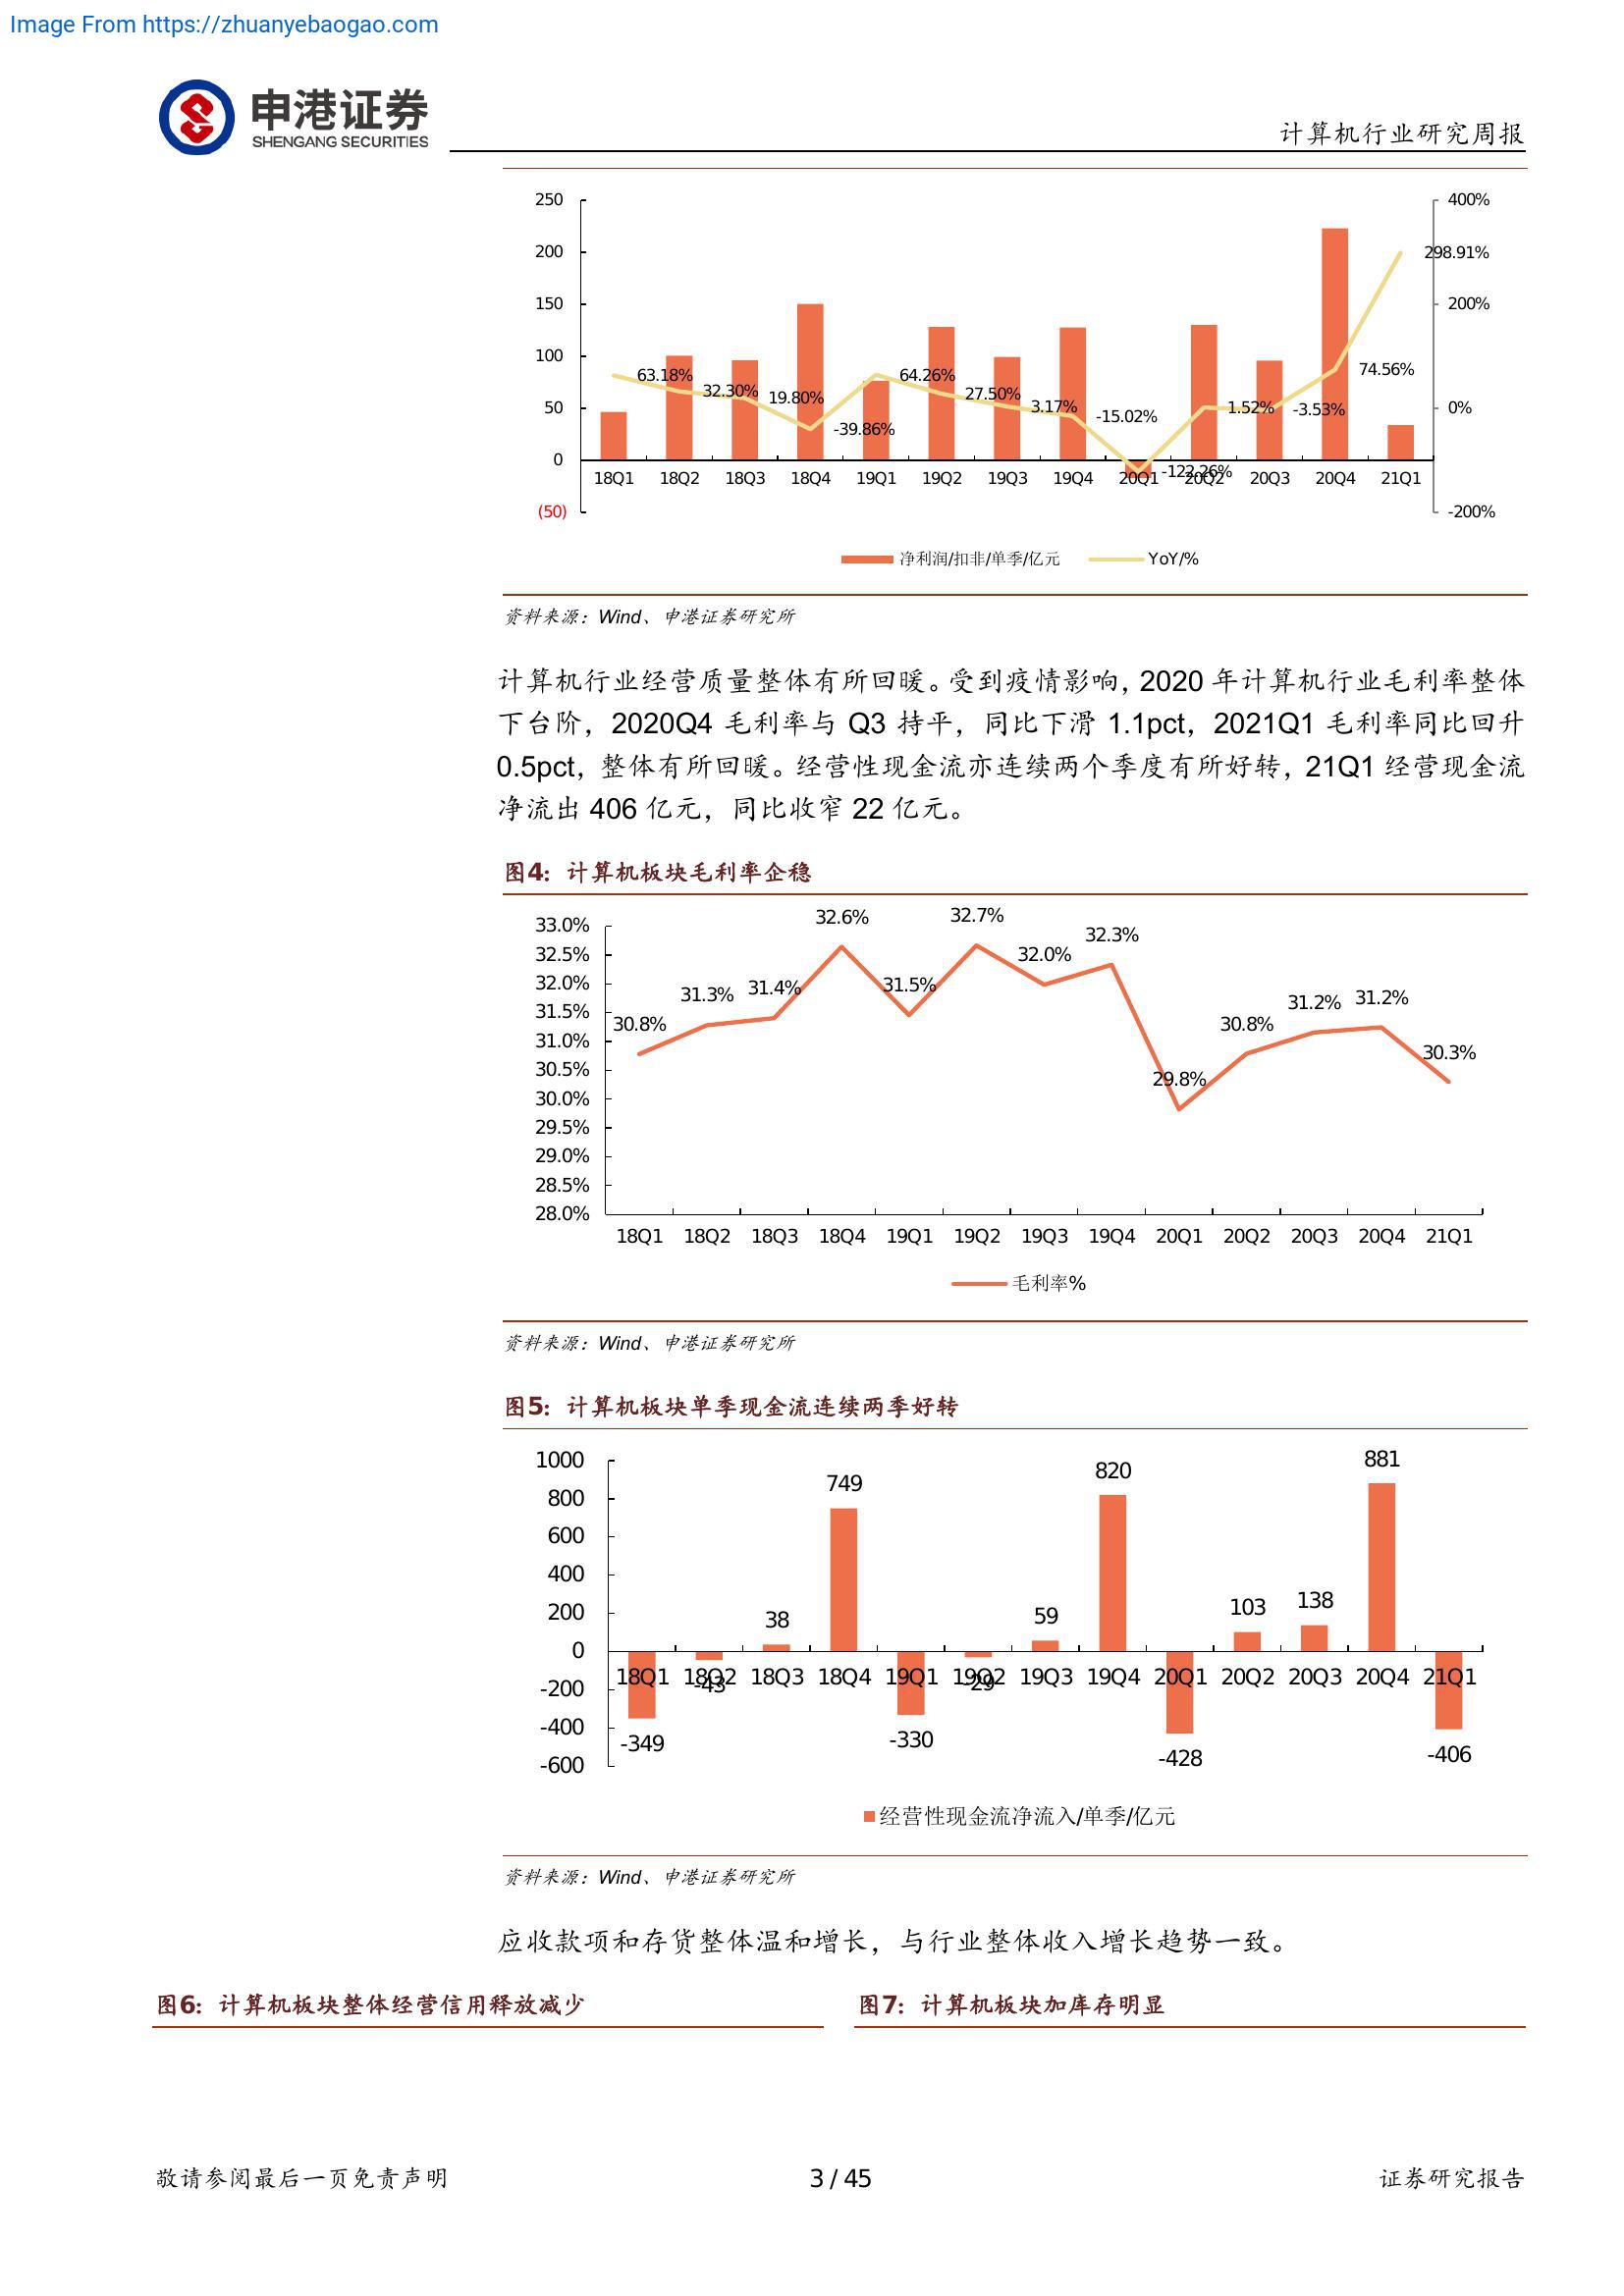 Image From https://zhuanyebaogao.com
申港证券
SHENGANG SECURITIES
计算机行业研究周报
250
200
150
100
50
0
(50)
400%
200%
0%
-200%
63.18%
32.30%
19.80%
-39.86%
64.26%
27.50%
3.17%
-15.02%
-122.26%
1.52%
-3.53%
74.56%
298.91%
18Q1 18Q2 18Q3 18Q4 19Q1 19Q2 19Q3 19Q4 20Q1 20Q2 20Q3 20Q4 21Q1
净利润/扣非/单季/亿元 YoY/%
资料来源：Wind、申港证券研究所
计算机行业经营质量整体有所回暖。受到疫情影响，2020 年计算机行业毛利率整体
下台阶，2020Q4 毛利率与 Q3 持平，同比下滑 1.1pct，2021Q1 毛利率同比回升
0.5pct，整体有所回暖。经营性现金流亦连续两个季度有所好转，21Q1 经营现金流
净流出 406 亿元，同比收窄 22 亿元。
图4：计算机板块毛利率企稳
33.0%
32.5%
32.0%
31.5%
31.0%
30.5%
30.0%
29.5%
29.0%
28.5%
28.0%
30.8%
31.3%
31.4%
32.6%
31.5%
32.7%
32.0%
32.3%
29.8%
30.8%
31.2%
31.2%
30.3%
18Q1 18Q2 18Q3 18Q4 19Q1 19Q2 19Q3 19Q4 20Q1 20Q2 20Q3 20Q4 21Q1
毛利率%
资料来源：Wind、申港证券研究所
图5：计算机板块单季现金流连续两季好转
1000
800
600
400
200
0
-200
-400
-600
-349
-43
38
749
-330
-29
59
820
-428
103
138
881
-406
18Q1 18Q2 18Q3 18Q4 19Q1 19Q2 19Q3 19Q4 20Q1 20Q2 20Q3 20Q4 21Q1
经营性现金流净流入/单季/亿元
资料来源：Wind、申港证券研究所
应收款项和存货整体温和增长，与行业整体收入增长趋势一致。
图6：计算机板块整体经营信用释放减少
图7：计算机板块加库存明显
敬请参阅最后一页免责声明
3 / 45
证券研究报告